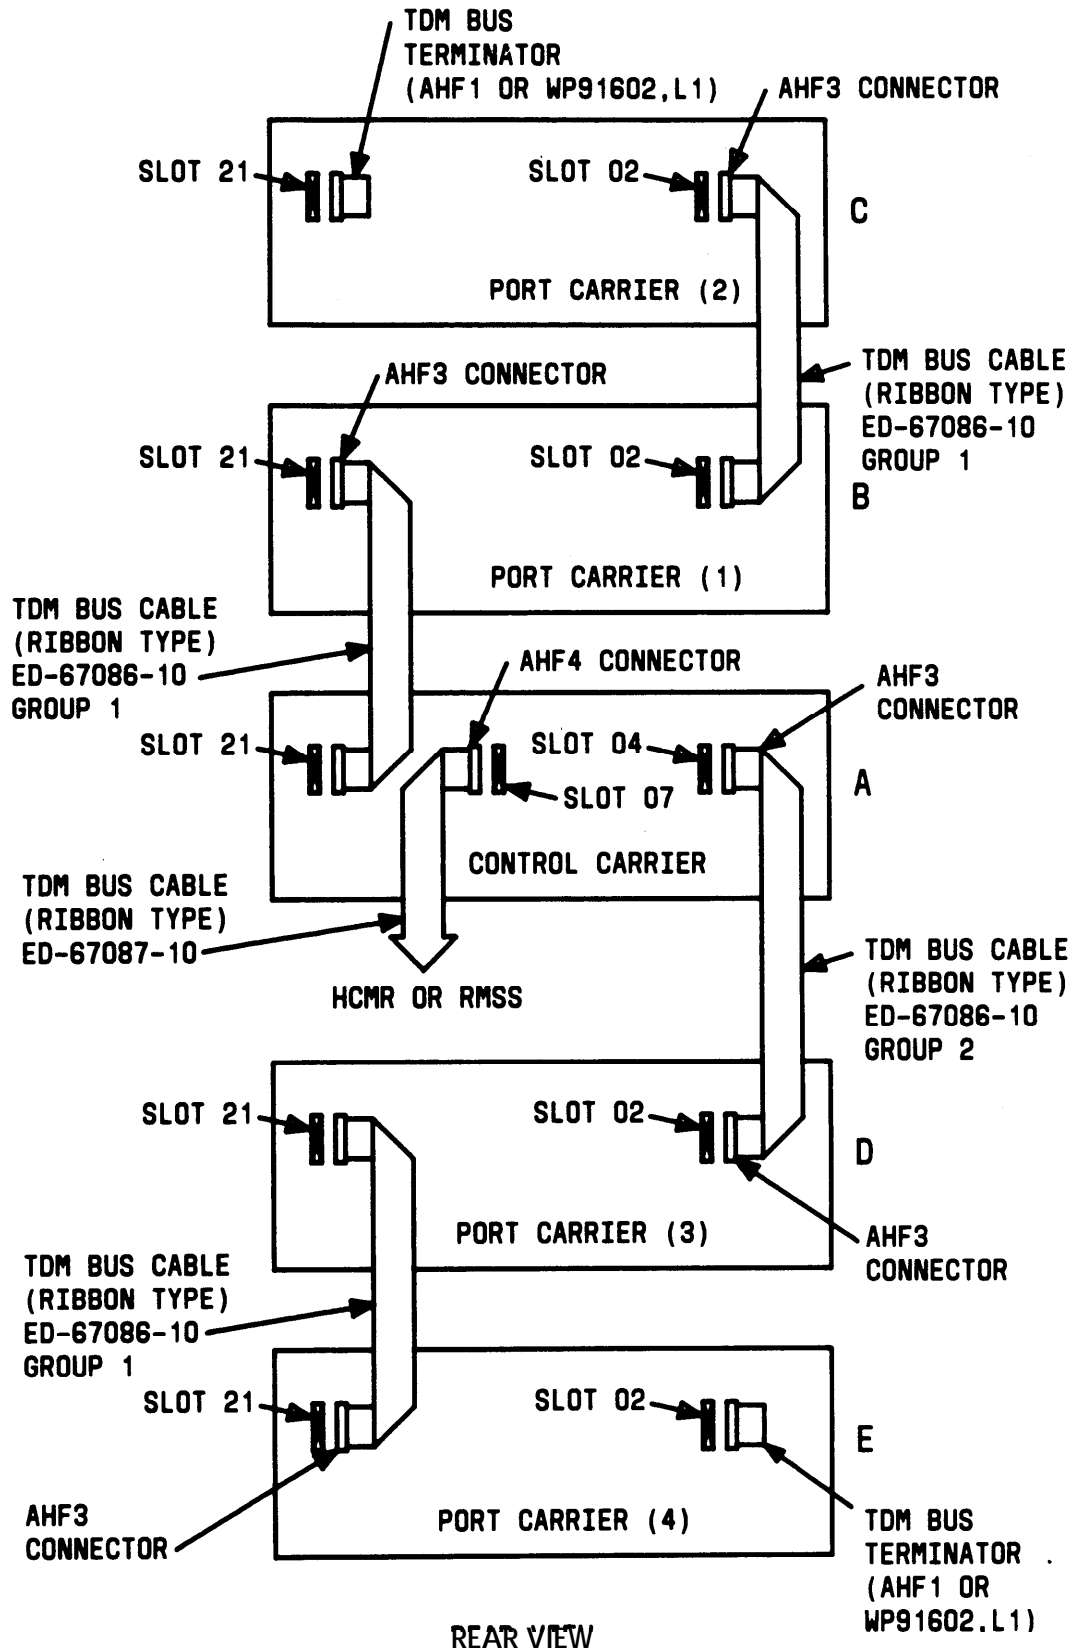 TDM BUS
TERMINATOR
(AHF1 OR WP91602,L1)
AHF3 CONNECTOR
SLOT 21
SLOT 02
C
PORT CARRIER (2)
TDM BUS CABLE
(RIBBON TYPE)
ED-67086-10
GROUP 1
AHF3 CONNECTOR
SLOT 21
SLOT 02
B
PORT CARRIER (1)
TDM BUS CABLE
(RIBBON TYPE)
ED-67086-10
GROUP 1
AHF4 CONNECTOR
AHF3
CONNECTOR
SLOT 21
SLOT 04
SLOT 07
A
CONTROL CARRIER
TDM BUS CABLE
(RIBBON TYPE)
ED-67087-10
HCMR OR RMSS
TDM BUS CABLE
(RIBBON TYPE)
ED-67086-10
GROUP 2
SLOT 21
SLOT 02
D
PORT CARRIER (3)
AHF3
CONNECTOR
TDM BUS CABLE
(RIBBON TYPE)
ED-67086-10
GROUP 1
SLOT 21
SLOT 02
E
PORT CARRIER (4)
AHF3
CONNECTOR
TDM BUS
TERMINATOR
(AHF1 OR
WP91602.L1)
REAR VIEW